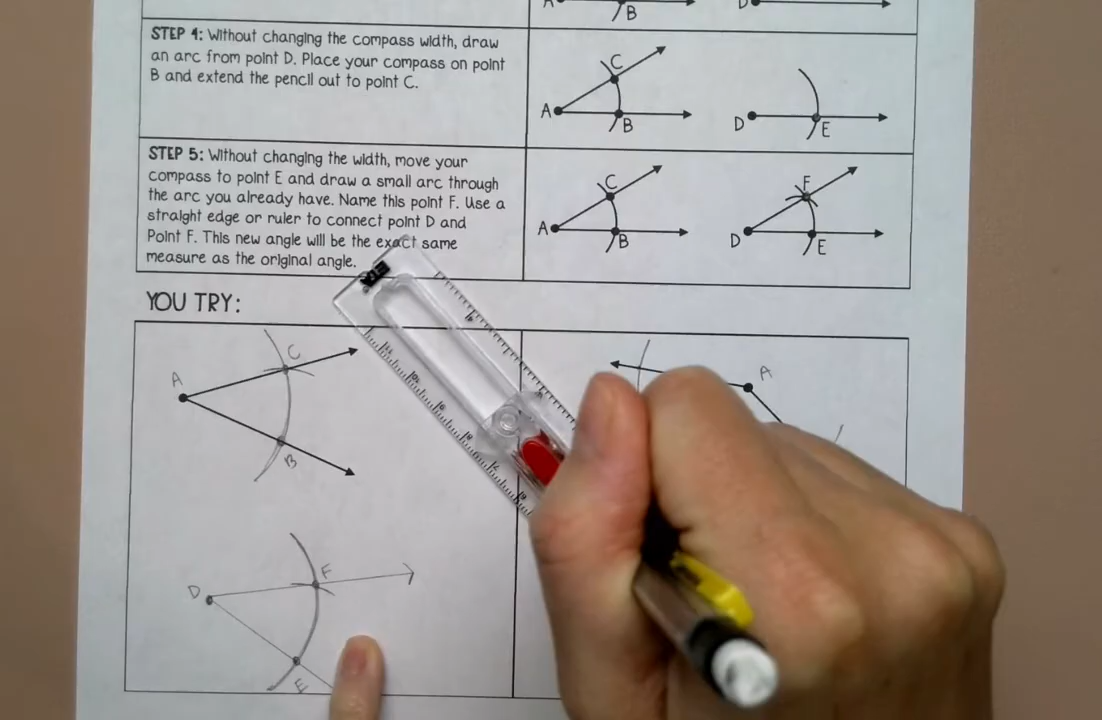 A B D
STEP 4: Without changing the compass width, draw
an arc from point D. Place your compass on point
B and extend the pencil out to point C.
A C B D E
STEP 5: Without changing the width, move your
compass to point E and draw a small arc through
the arc you already have. Name this point F. Use a
straight edge or ruler to connect point D and
Point F. This new angle will be the exact same
measure as the original angle.
A C B D F E
YOU TRY:
A C B
A
D F E